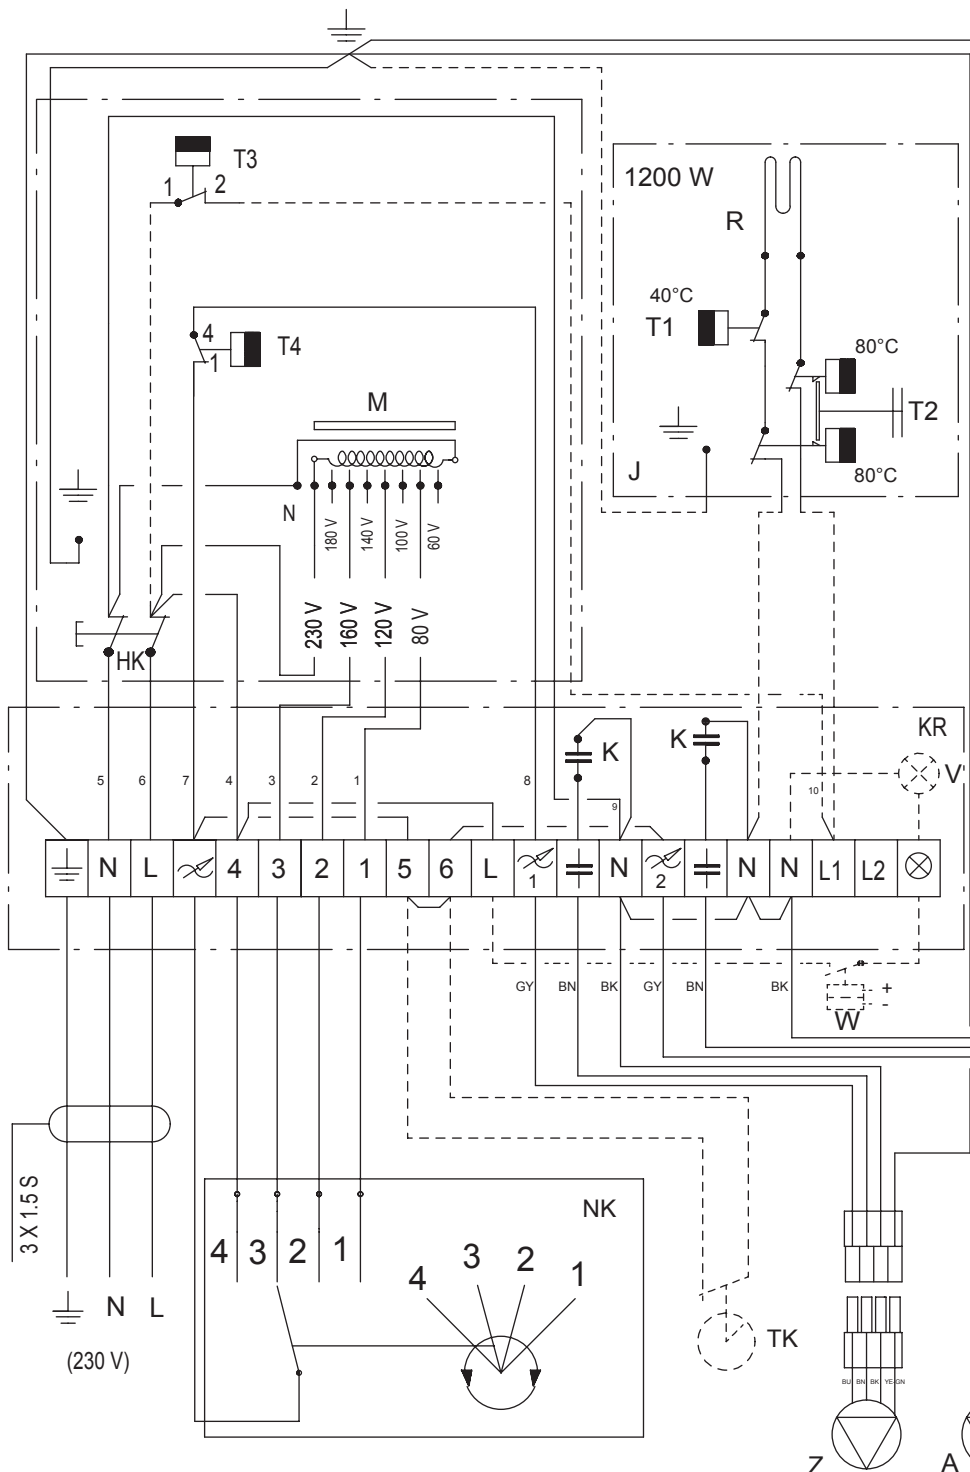 1200 W
T3
1 2
R
40°C
T1
4
1
T4
80°C
T2
M
80°C
J
N
180 V
140 V
100 V
60 V
230 V
160 V
120 V
80 V
HK
KR
K
K
V
5 6 7 4 3 2 1 8 9 10
N L 4 3 2 1 5 6 L 1 N 2 N N L1 L2
GY BN BK GY BN BK
+
-
W
3 X 1.5 S
NK
4 3 2 1
4 3 2 1
N L
(230 V)
TK
BU BN BK YE-GN
Z
A